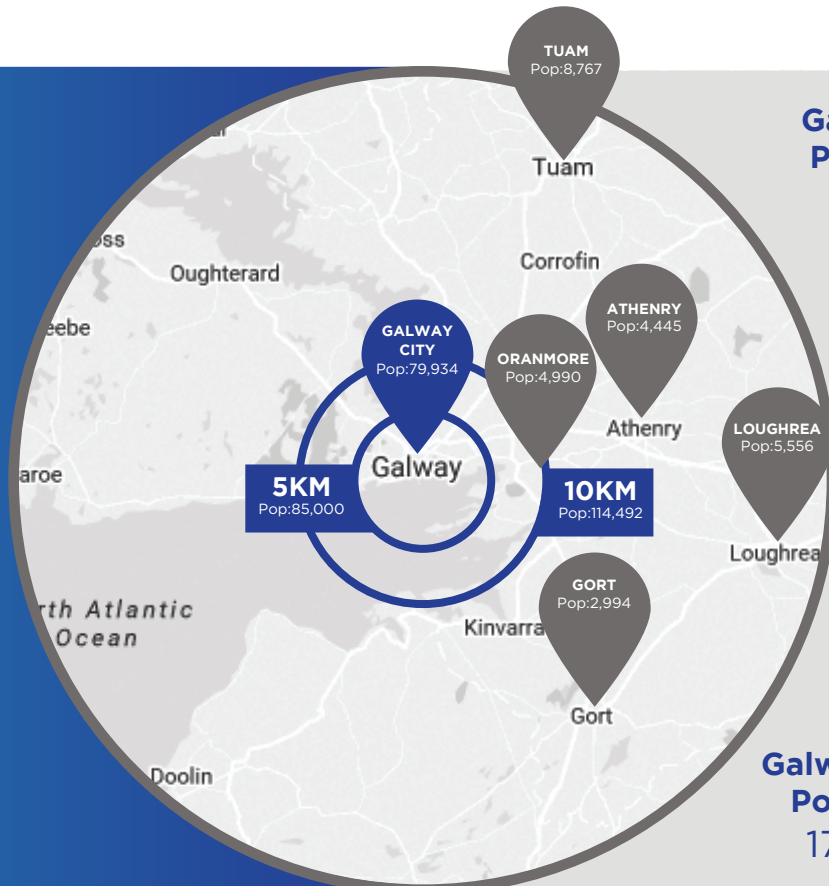 TUAM
Pop:8,767
Tuam
Corrofin
Oughterard
ATHENRY
Pop:4,445
GALWAY
CITY
Pop:79,934
ORANMORE
Pop:4,990
Athenry
LOUGHREA
Pop:5,556
Galway
5KM
Pop:85,000
10KM
Pop:114,492
Loughrea
GORT
Pop:2,994
Atlantic
Ocean
Kinvarra
Gort
Doolin